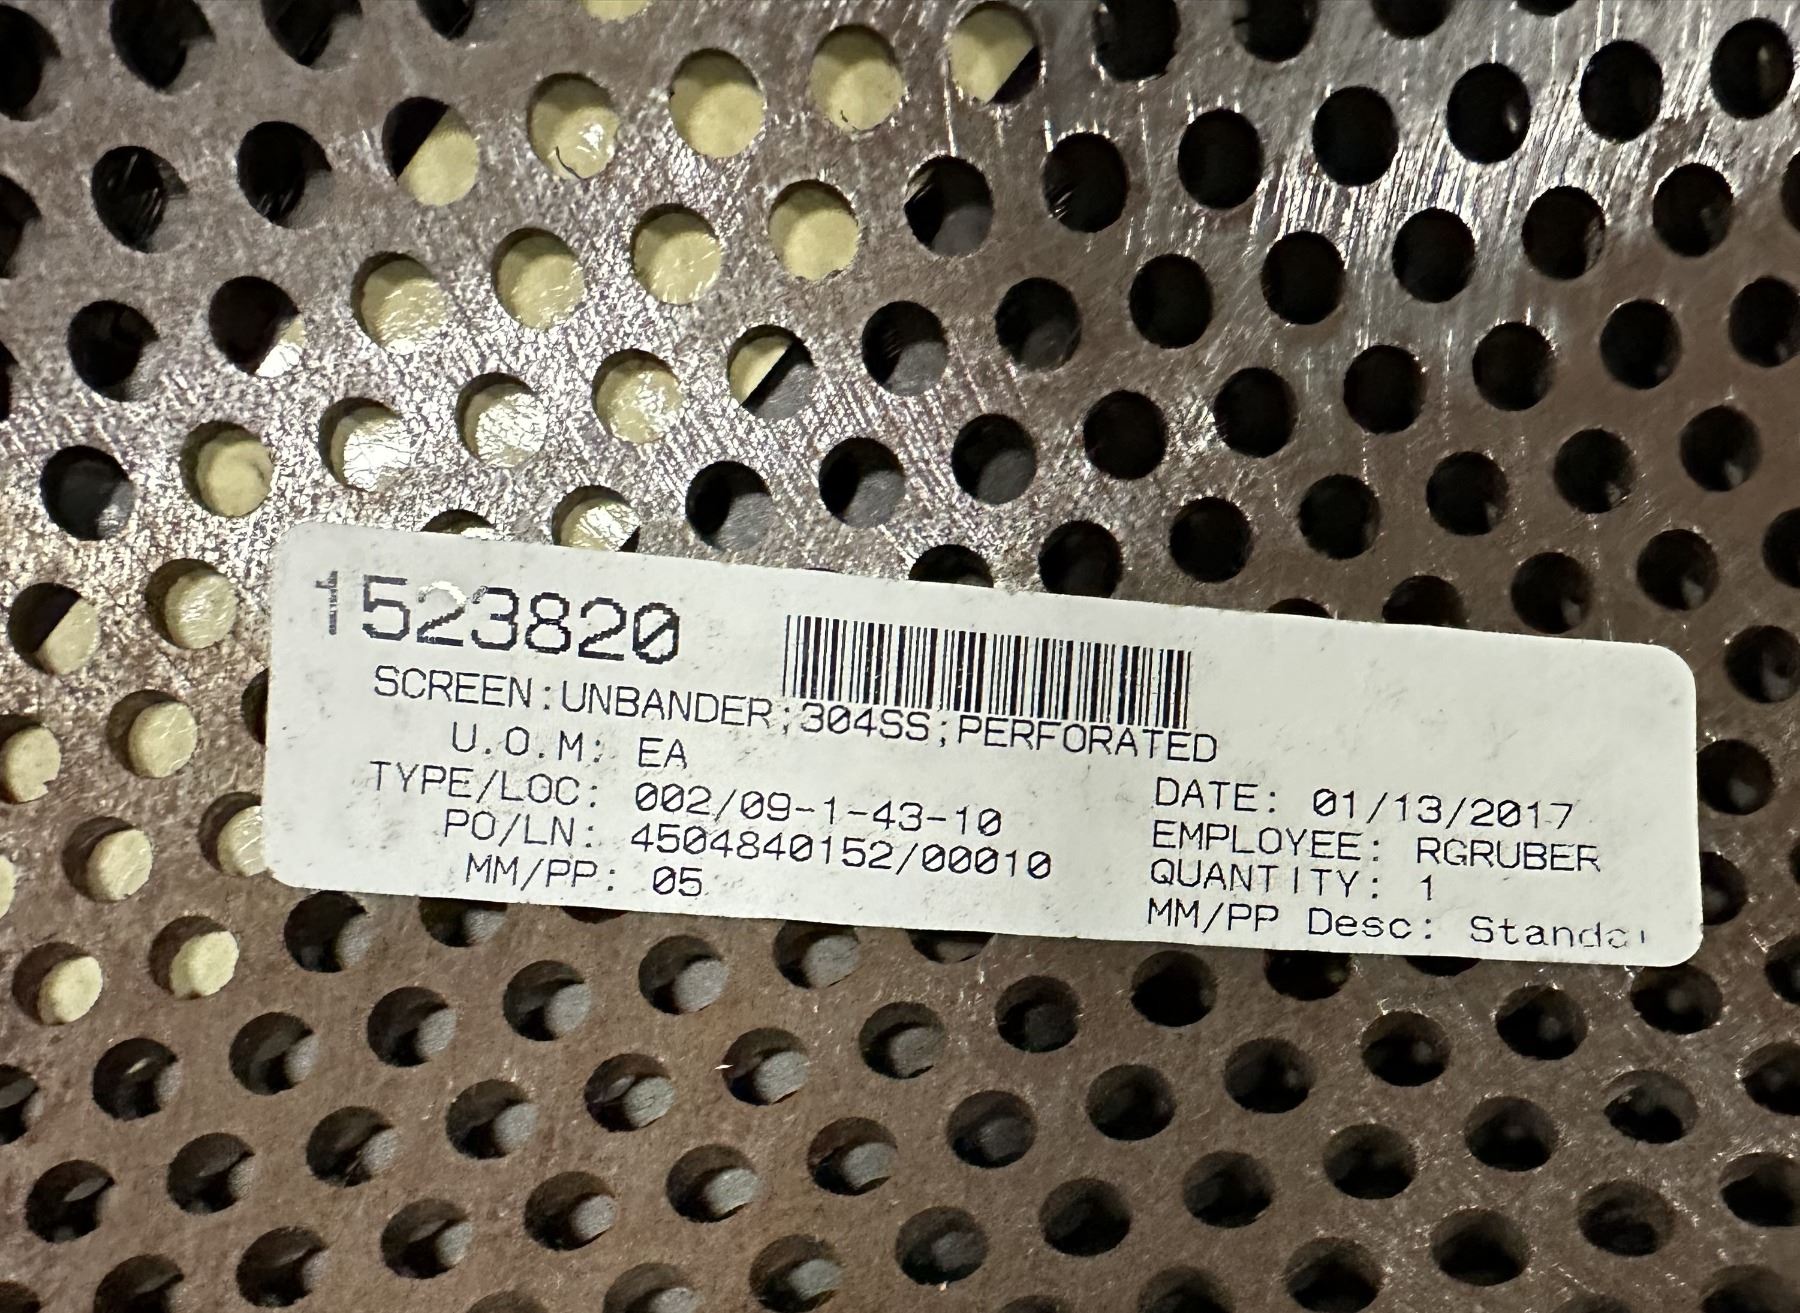 1523820
SCREEN:UNBANDER;304SS;PERFORATED
U.O.M: EA
TYPE/LOC: 002/09-1-43-10
PO/LN: 4504840152/00010
MM/PP: 05
DATE: 01/13/2017
EMPLOYEE: RGRUBER
QUANTITY: 1
MM/PP Desc: